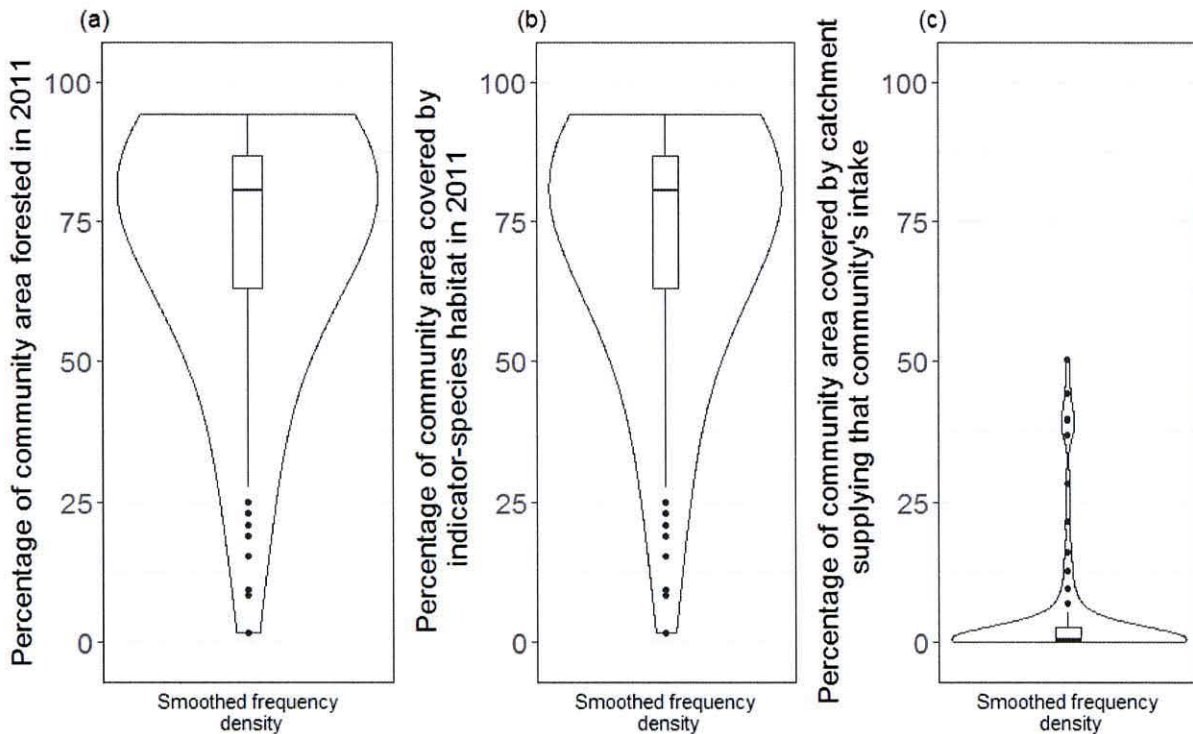 (a)
Percentage of community area forested in 2011
100
75
50
25
0
Smoothed frequency
density
(b)
Percentage of community area covered by
indicator-species habitat in 2011
100
75
50
25
0
Smoothed frequency
density
(c)
Percentage of community area covered by catchment
supplying that community's intake
100
75
50
25
0
Smoothed frequency
density